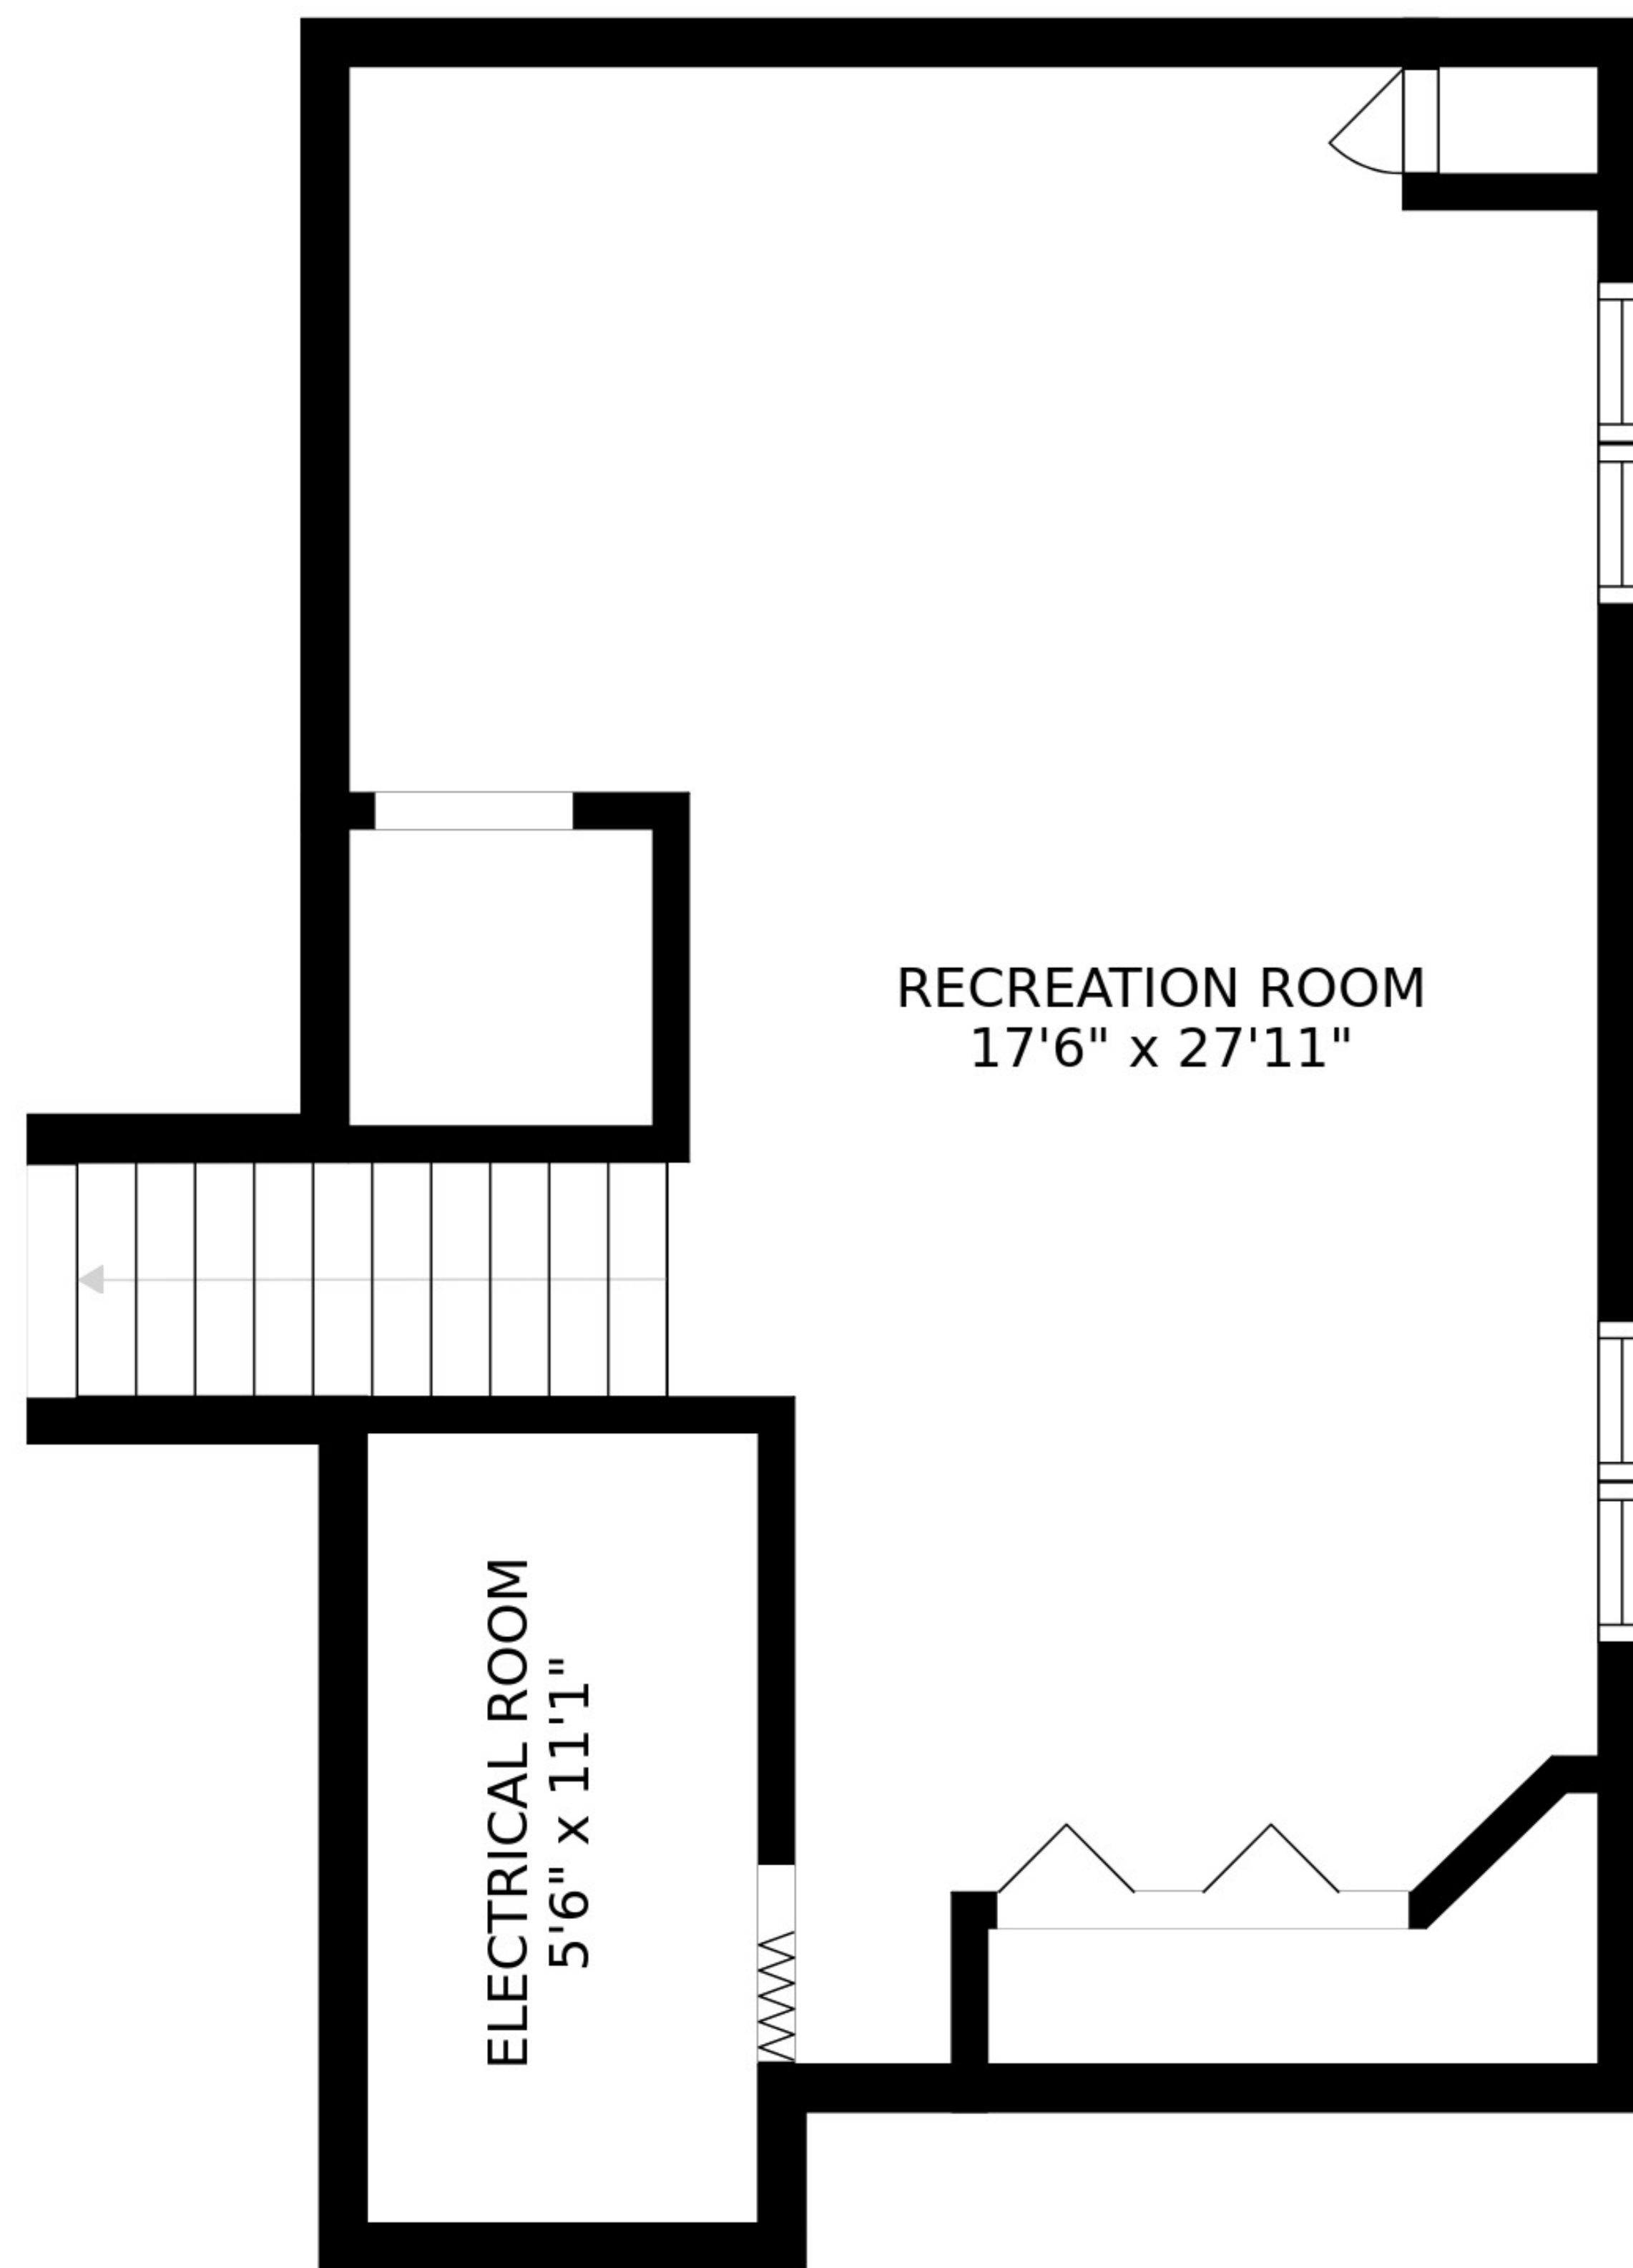 RECREATION ROOM
17'6" x 27'11"
ELECTRICAL ROOM
5'6" x 11'1"